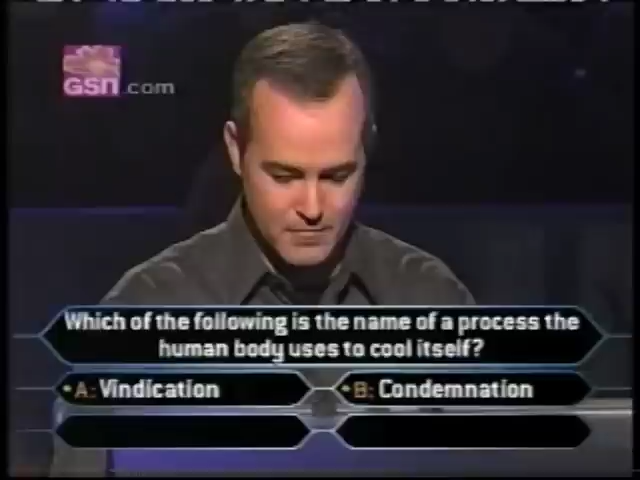 GSN.com
Which of the following is the name of a process the
human body uses to cool itself?
A: Vindication
B: Condemnation